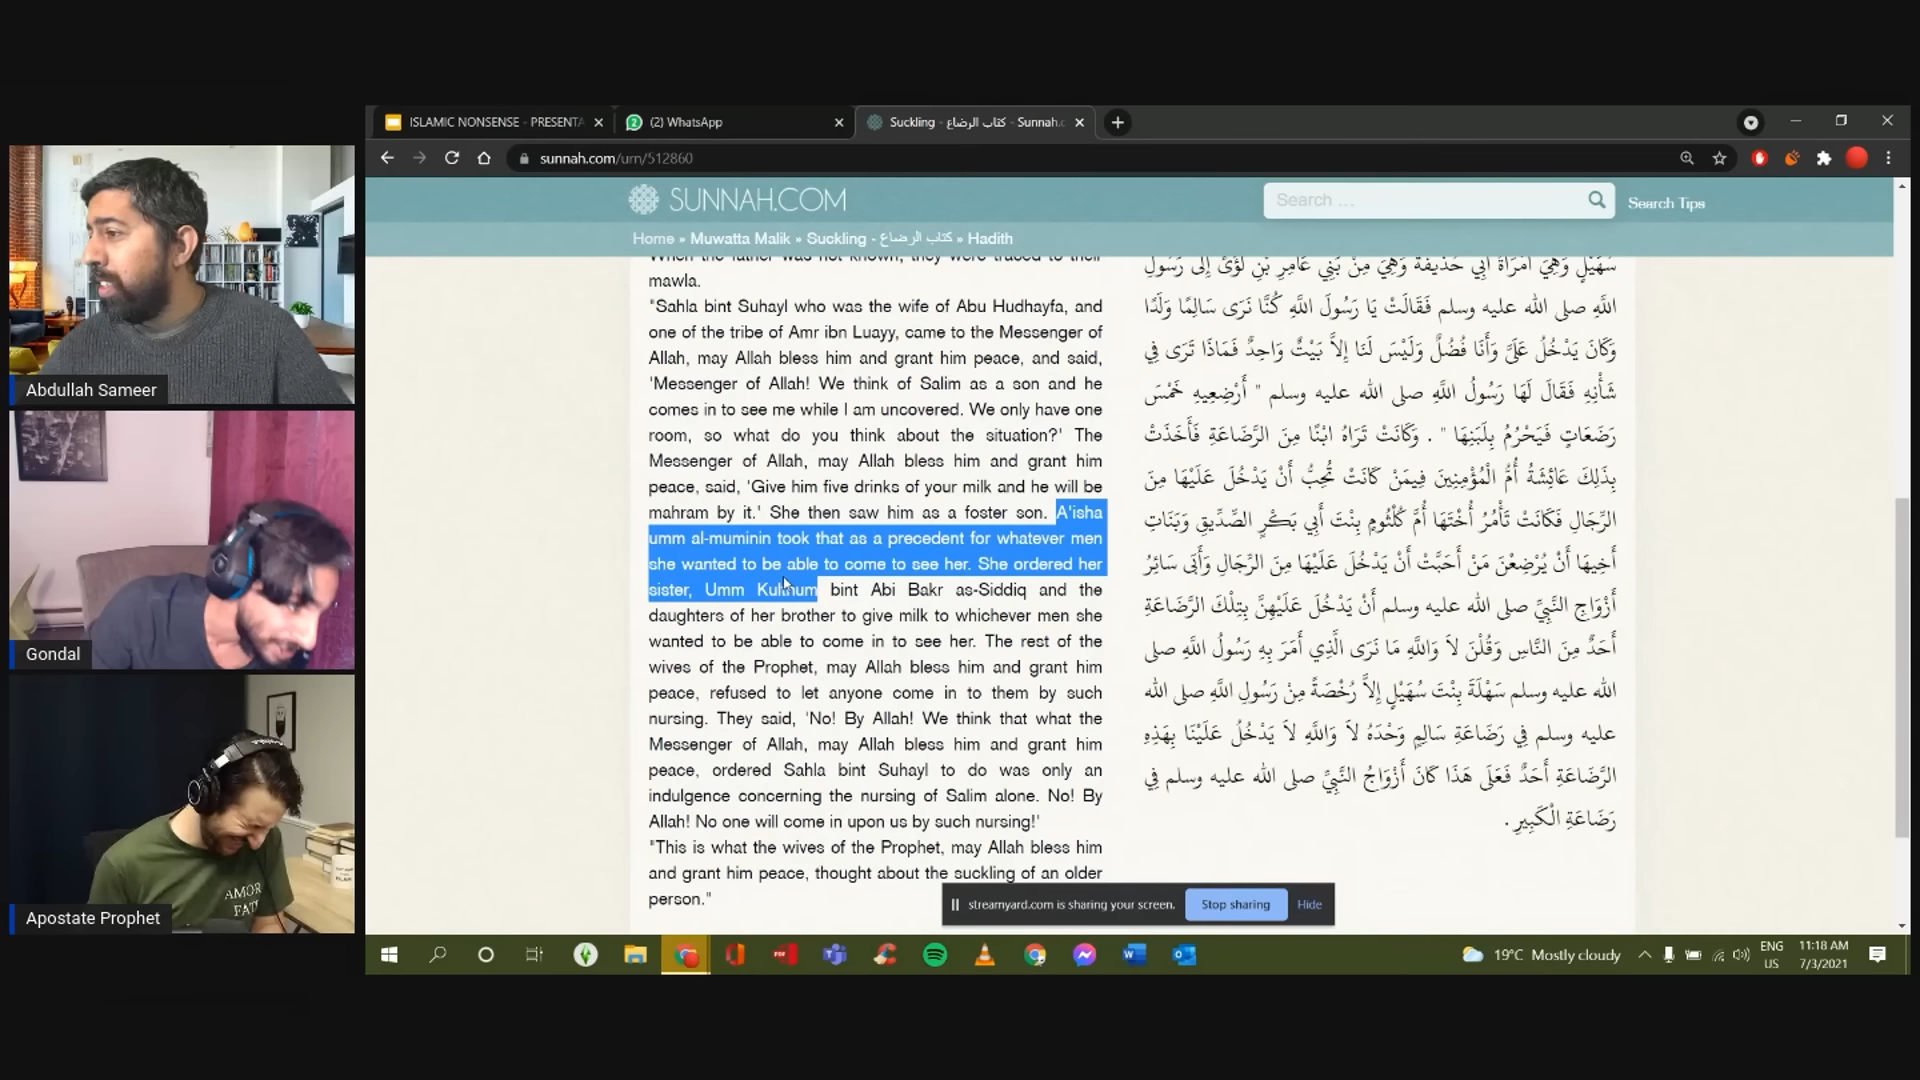 ISLAMIC NONSENSE - PRESENTA
(2) WhatsApp
Suckling - كتاب الرضاع - Sunnah.c
sunnah.com/urn/512860
SUNNAH.COM
Search ...
Search Tips
Home » Muwatta Malik » Suckling - كتاب الرضاع » Hadith
When the father was not known, they were traced to their
mawla.
"Sahla bint Suhayl who was the wife of Abu Hudhayfa, and
one of the tribe of Amr ibn Luayy, came to the Messenger of
Allah, may Allah bless him and grant him peace, and said,
'Messenger of Allah! We think of Salim as a son and he
comes in to see me while I am uncovered. We only have one
room, so what do you think about the situation?' The
Messenger of Allah, may Allah bless him and grant him
peace, said, 'Give him five drinks of your milk and he will be
mahram by it.' She then saw him as a foster son. A'isha
umm al-muminin took that as a precedent for whatever men
she wanted to be able to come to see her. She ordered her
sister, Umm Kulthum bint Abi Bakr as-Siddiq and the
daughters of her brother to give milk to whichever men she
wanted to be able to come in to see her. The rest of the
wives of the Prophet, may Allah bless him and grant him
peace, refused to let anyone come in to them by such
nursing. They said, 'No! By Allah! We think that what the
Messenger of Allah, may Allah bless him and grant him
peace, ordered Sahla bint Suhayl to do was only an
indulgence concerning the nursing of Salim alone. No! By
Allah! No one will come in upon us by such nursing!'
"This is what the wives of the Prophet, may Allah bless him
and grant him peace, thought about the suckling of an older
person."
سُهَيْلٍ وَهِيَ امْرَأَةُ أَبِي حُذَيْفَةَ وَهِيَ مِنْ بَنِي عَامِرِ بْنِ لُؤَىٍّ إِلَى رَسُولِ
اللَّهِ صلى الله عليه وسلم فَقَالَتْ يَا رَسُولَ اللَّهِ كُنَّا نَرَى سَالِمًا وَلَدًا
وَكَانَ يَدْخُلُ عَلَىَّ وَأَنَا فُضُلٌ وَلَيْسَ لَنَا إِلاَّ بَيْتٌ وَاحِدٌ فَمَاذَا تَرَى فِي
شَأْنِهِ فَقَالَ لَهَا رَسُولُ اللَّهِ صلى الله عليه وسلم " أَرْضِعِيهِ خَمْسَ
رَضَعَاتٍ فَيَحْرُمُ بِلَبَنِهَا " . وَكَانَتْ تَرَاهُ ابْنًا مِنَ الرَّضَاعَةِ فَأَخَذَتْ
بِذَلِكَ عَائِشَةُ أُمُّ الْمُؤْمِنِينَ فِيمَنْ كَانَتْ تُحِبُّ أَنْ يَدْخُلَ عَلَيْهَا مِنَ
الرِّجَالِ فَكَانَتْ تَأْمُرُ أُخْتَهَا أُمَّ كُلْثُومٍ بِنْتَ أَبِي بَكْرٍ الصِّدِّيقِ وَبَنَاتِ
أَخِيهَا أَنْ يُرْضِعْنَ مَنْ أَحَبَّتْ أَنْ يَدْخُلَ عَلَيْهَا مِنَ الرِّجَالِ وَأَبَى سَائِرُ
أَزْوَاجِ النَّبِيِّ صلى الله عليه وسلم أَنْ يَدْخُلَ عَلَيْهِنَّ بِتِلْكَ الرَّضَاعَةِ
أَحَدٌ مِنَ النَّاسِ وَقُلْنَ لاَ وَاللَّهِ مَا نَرَى الَّذِي أَمَرَ بِهِ رَسُولُ اللَّهِ صلى
الله عليه وسلم سَهْلَةَ بِنْتَ سُهَيْلٍ إِلاَّ رُخْصَةً مِنْ رَسُولِ اللَّهِ صلى الله
عليه وسلم فِي رَضَاعَةِ سَالِمٍ وَحْدَهُ لاَ وَاللَّهِ لاَ يَدْخُلُ عَلَيْنَا بِهَذِهِ
الرَّضَاعَةِ أَحَدٌ فَعَلَى هَذَا كَانَ أَزْوَاجُ النَّبِيِّ صلى الله عليه وسلم فِي
رَضَاعَةِ الْكَبِيرِ .
streamyard.com is sharing your screen.
Stop sharing
Hide
Abdullah Sameer
Gondal
AMOR
FATI
Apostate Prophet
19°C Mostly cloudy
ENG
US
11:18 AM
7/3/2021